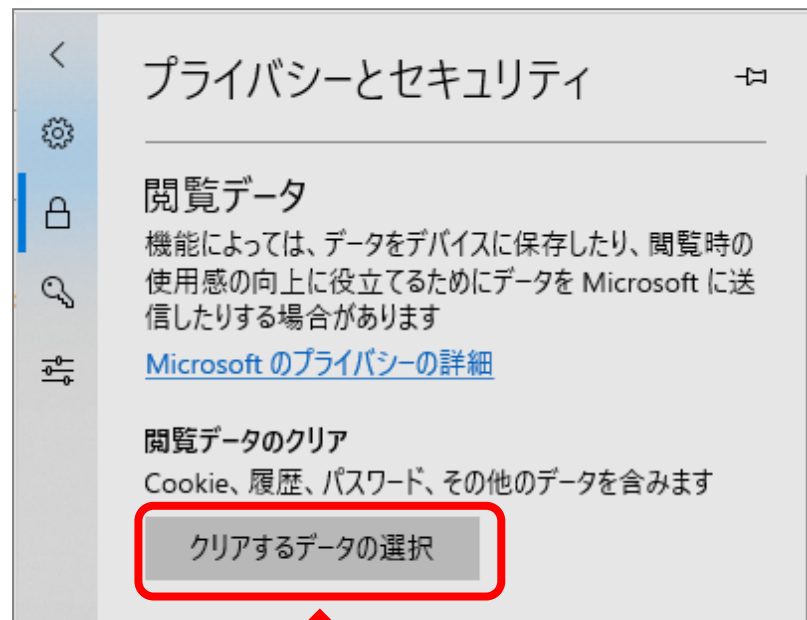 プライバシーとセキュリティ
閲覧データ
機能によっては、データをデバイスに保存したり、閲覧時の
使用感の向上に役立てるためにデータを Microsoft に送
信したりする場合があります
Microsoft のプライバシーの詳細
閲覧データのクリア
Cookie、履歴、パスワード、その他のデータを含みます
クリアするデータの選択